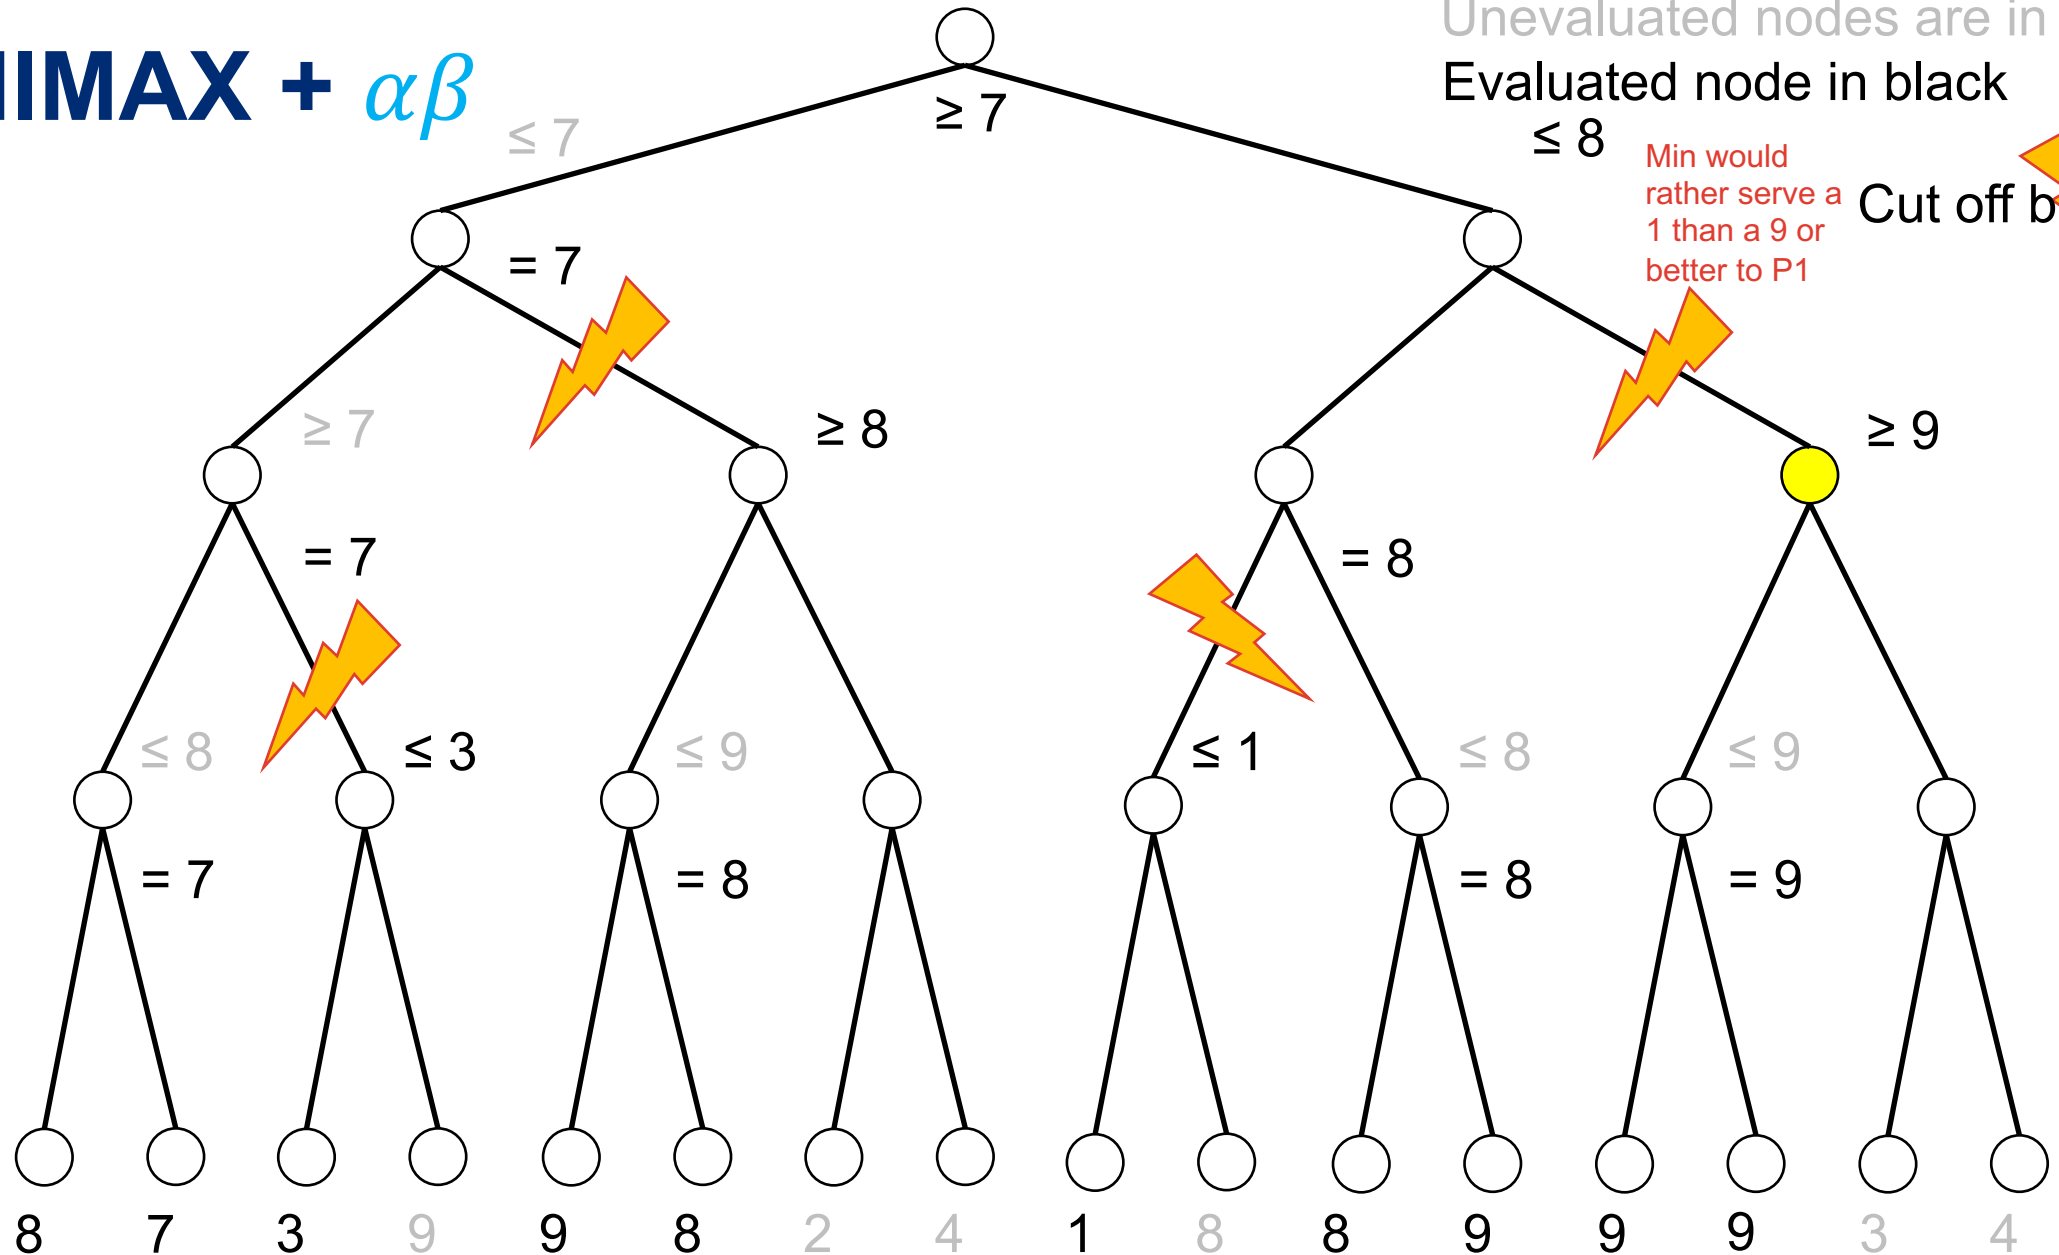 IIMAX + αβ
Unevaluated nodes are in
Evaluated node in black
≥ 7
≤ 7
≤ 8
Min would
rather serve a
1 than a 9 or
better to P1
Cut off b
= 7
≥ 7
≥ 8
≥ 9
= 7
= 8
≤ 8
≤ 3
≤ 9
≤ 1
≤ 8
≤ 9
= 7
= 8
= 8
= 9
8 7 3 9 9 8 2 4 1 8 8 9 9 9 3 4